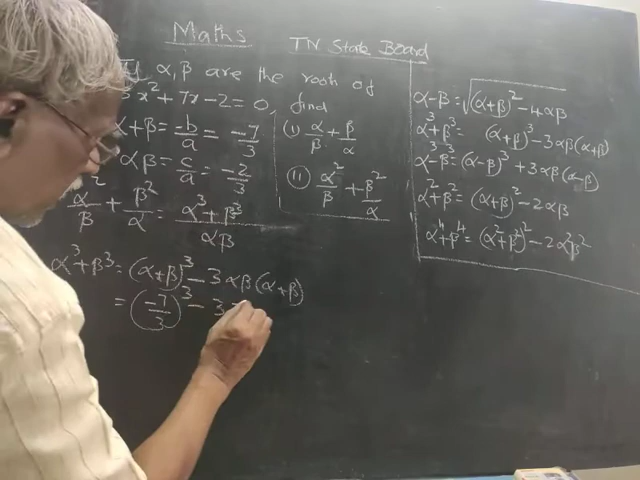 Maths
TN State Board
If α, β are the root of
3x² + 7x - 2 = 0, find
α + β = -b/a = -7/3
αβ = c/a = -2/3
α²/β + β²/α = α³ + β³/αβ
α³ + β³ = (α+β)³ - 3αβ(α+β)
= (-7/3)³ - 3
(i) α/β + β/α
(ii) α²/β + β²/α
α-β = √(α+β)² - 4αβ
α³+β³ = (α+β)³ - 3αβ(α+β)
α³-β³ = (α-β)³ + 3αβ(α-β)
α²+β² = (α+β)² - 2αβ
α⁴+β⁴ = (α²+β²)² - 2α²β²